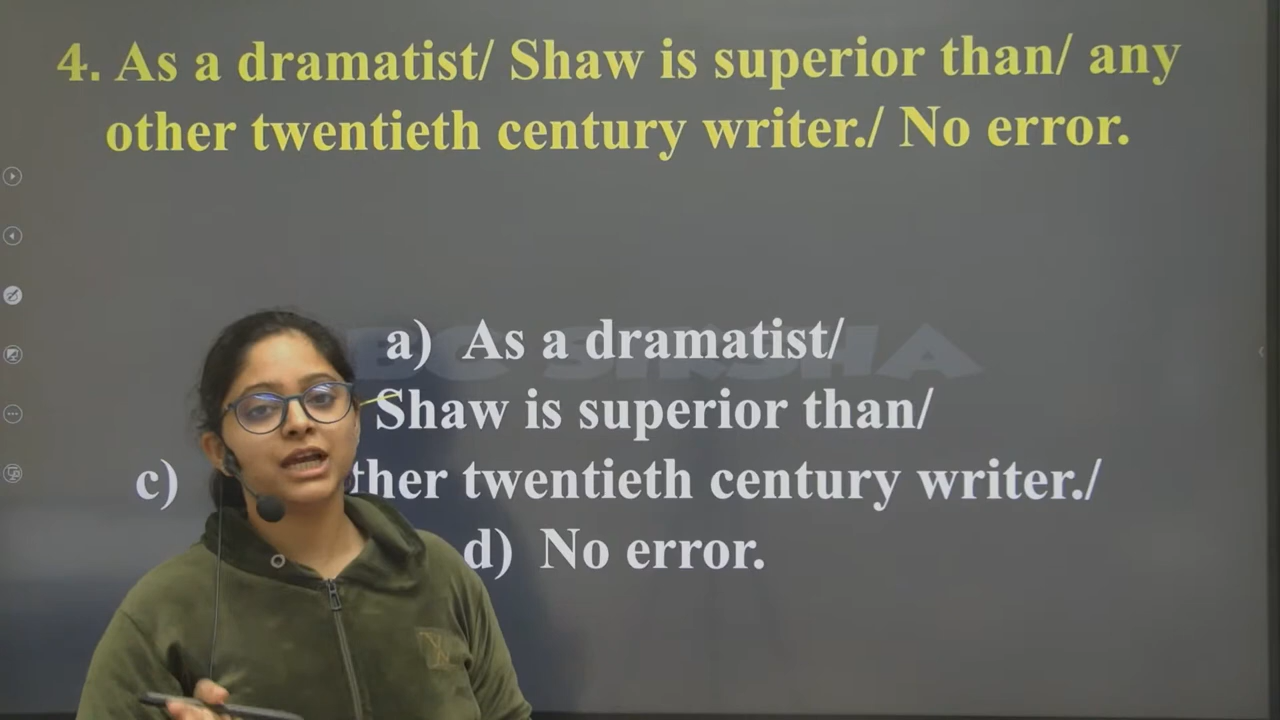 4. As a dramatist/ Shaw is superior than/ any
other twentieth century writer./ No error.
a) As a dramatist/
Shaw is superior than/
c) ther twentieth century writer./
d) No error.